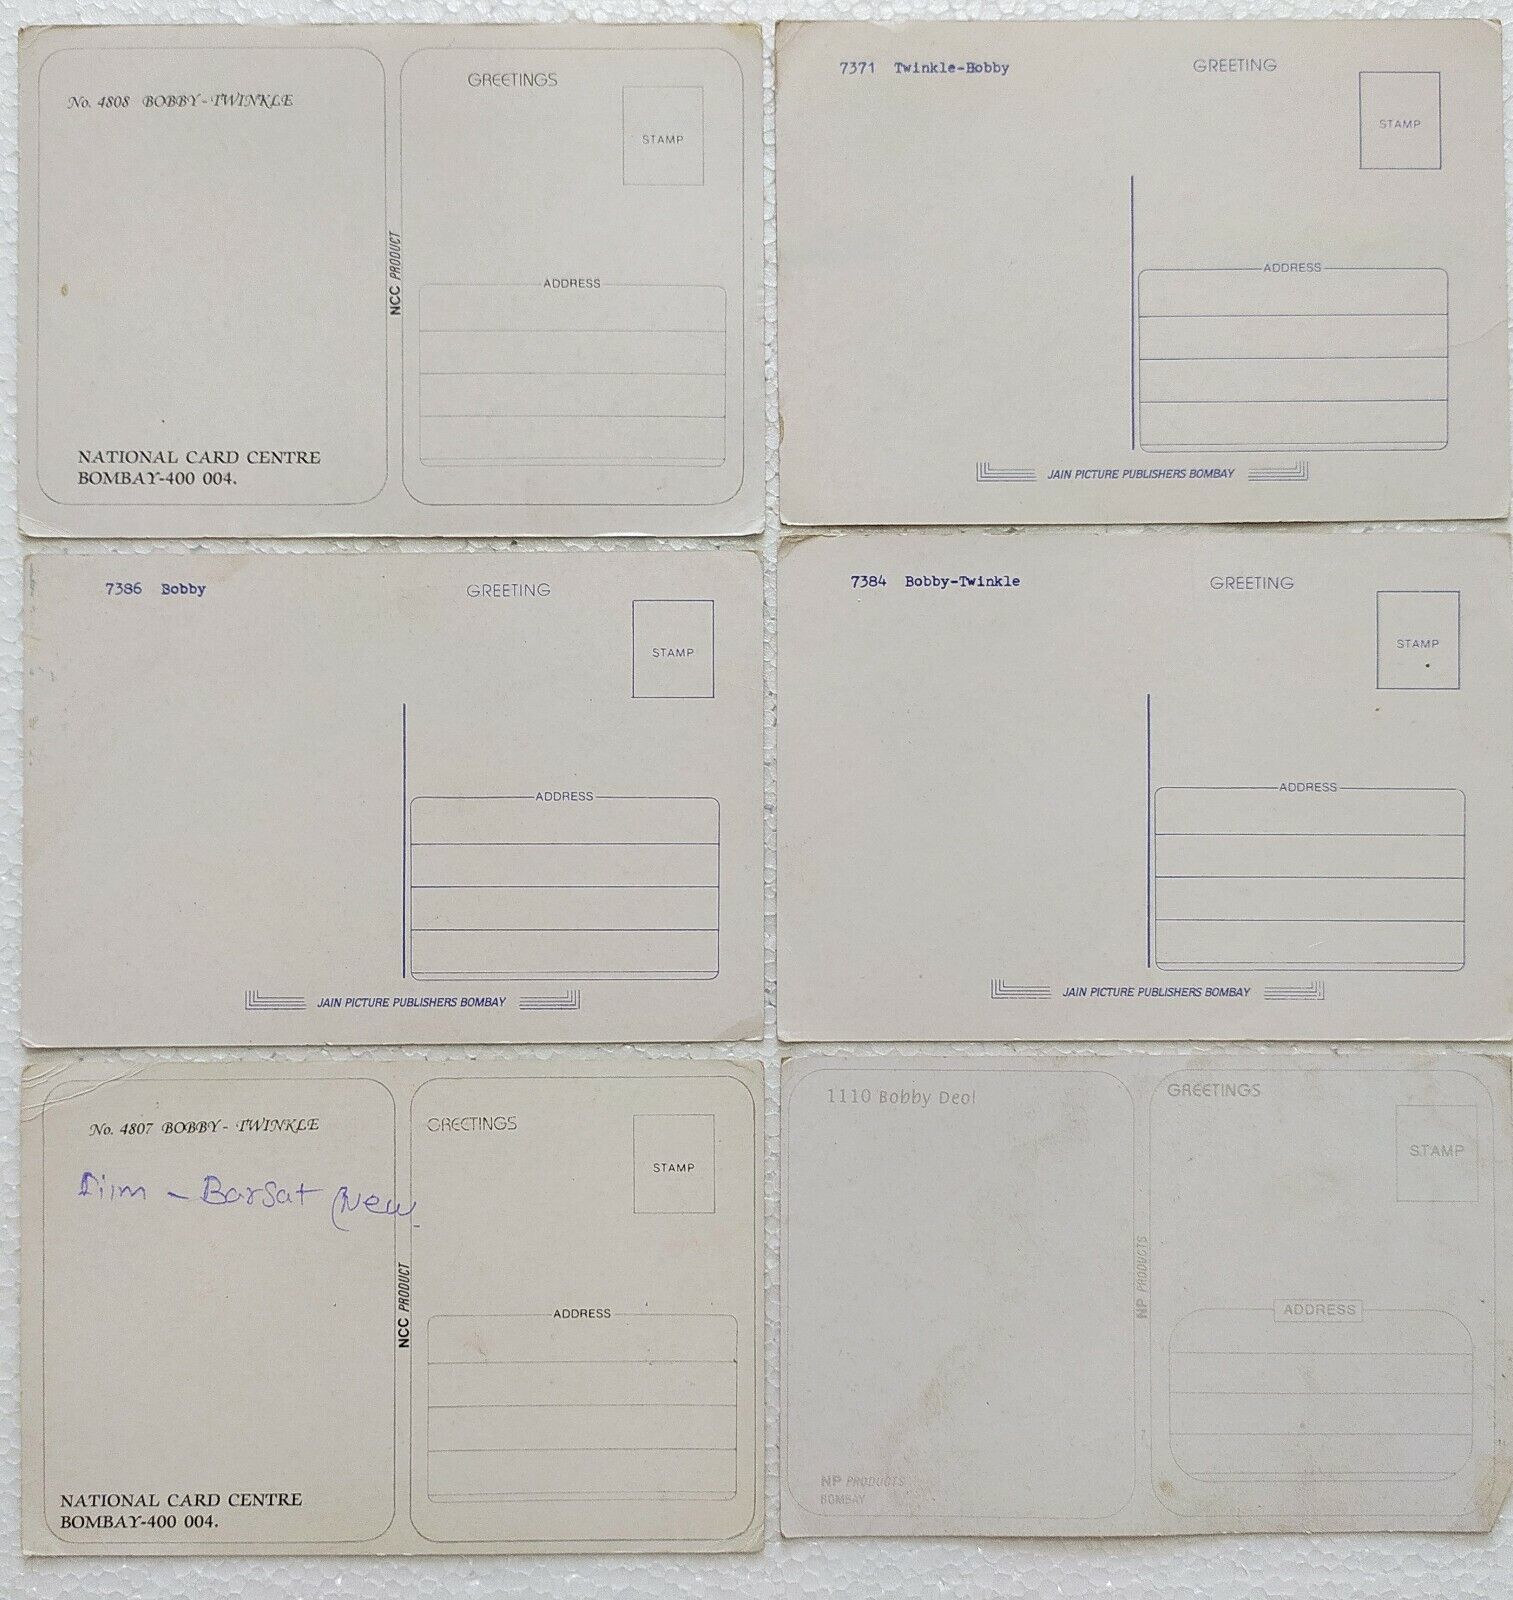 No. 4808 BOBBY - TWINKLE
GREETINGS
STAMP
NCC PRODUCT
ADDRESS
NATIONAL CARD CENTRE
BOMBAY-400 004.
7371 Twinkle-Bobby
GREETING
STAMP
ADDRESS
JAIN PICTURE PUBLISHERS BOMBAY
7386 Bobby
GREETING
STAMP
ADDRESS
JAIN PICTURE PUBLISHERS BOMBAY
7384 Bobby-Twinkle
GREETING
STAMP
ADDRESS
JAIN PICTURE PUBLISHERS BOMBAY
No. 4807 BOBBY - TWINKLE
GREETINGS
STAMP
Film - Barsat (New
NCC PRODUCT
ADDRESS
NATIONAL CARD CENTRE
BOMBAY-400 004.
1110 Bobby Deol
GREETINGS
STAMP
NP PRODUCTS
ADDRESS
NP PRODUCTS
BOMBAY